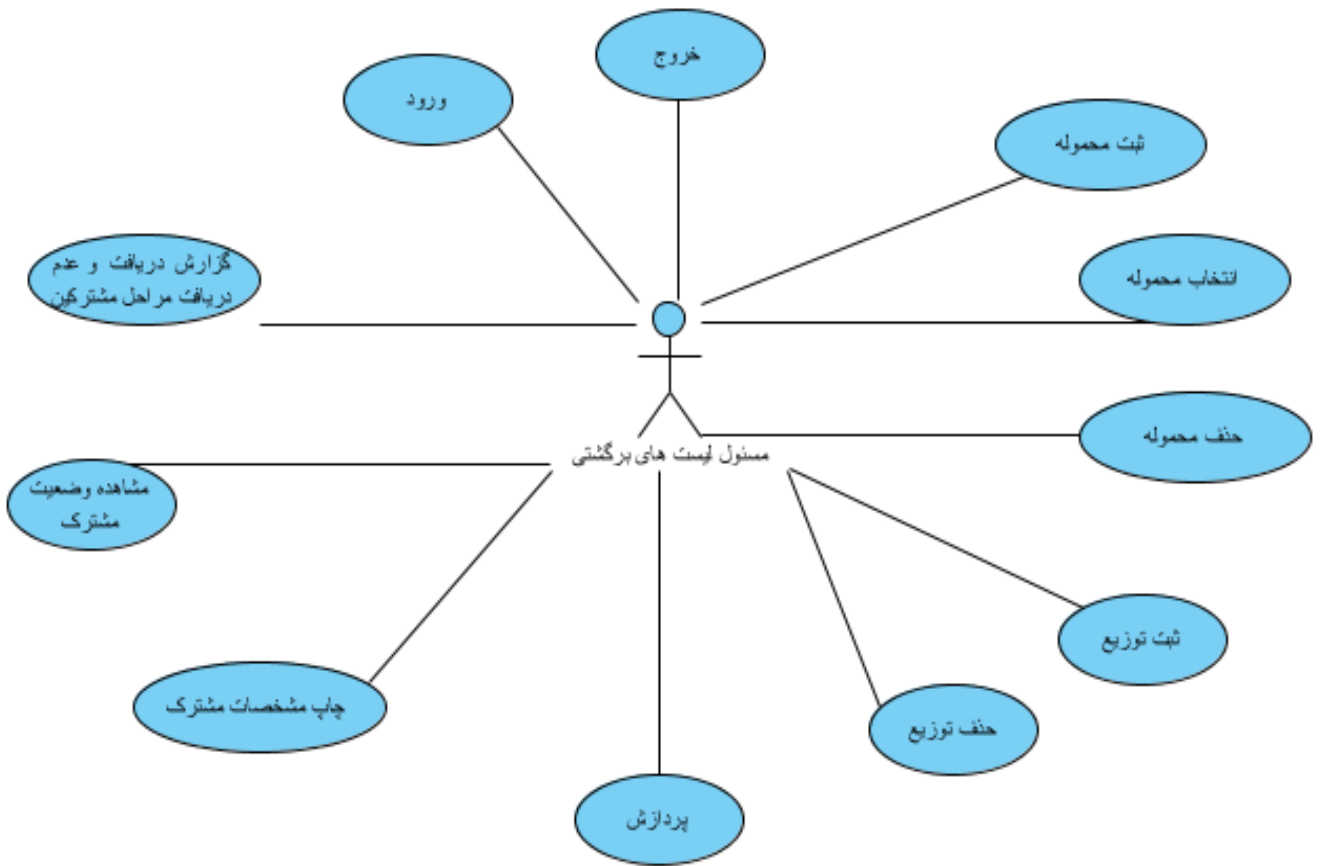 خروج
ورود
ثبت محموله
گزارش دریافت و عدم
دریافت مراحل مشترکین
انتخاب محموله
حذف محموله
مسئول لیست های برگشتی
مشاهده وضعیت
مشترک
ثبت توزیع
چاپ مشخصات مشترک
حذف توزیع
پردازش